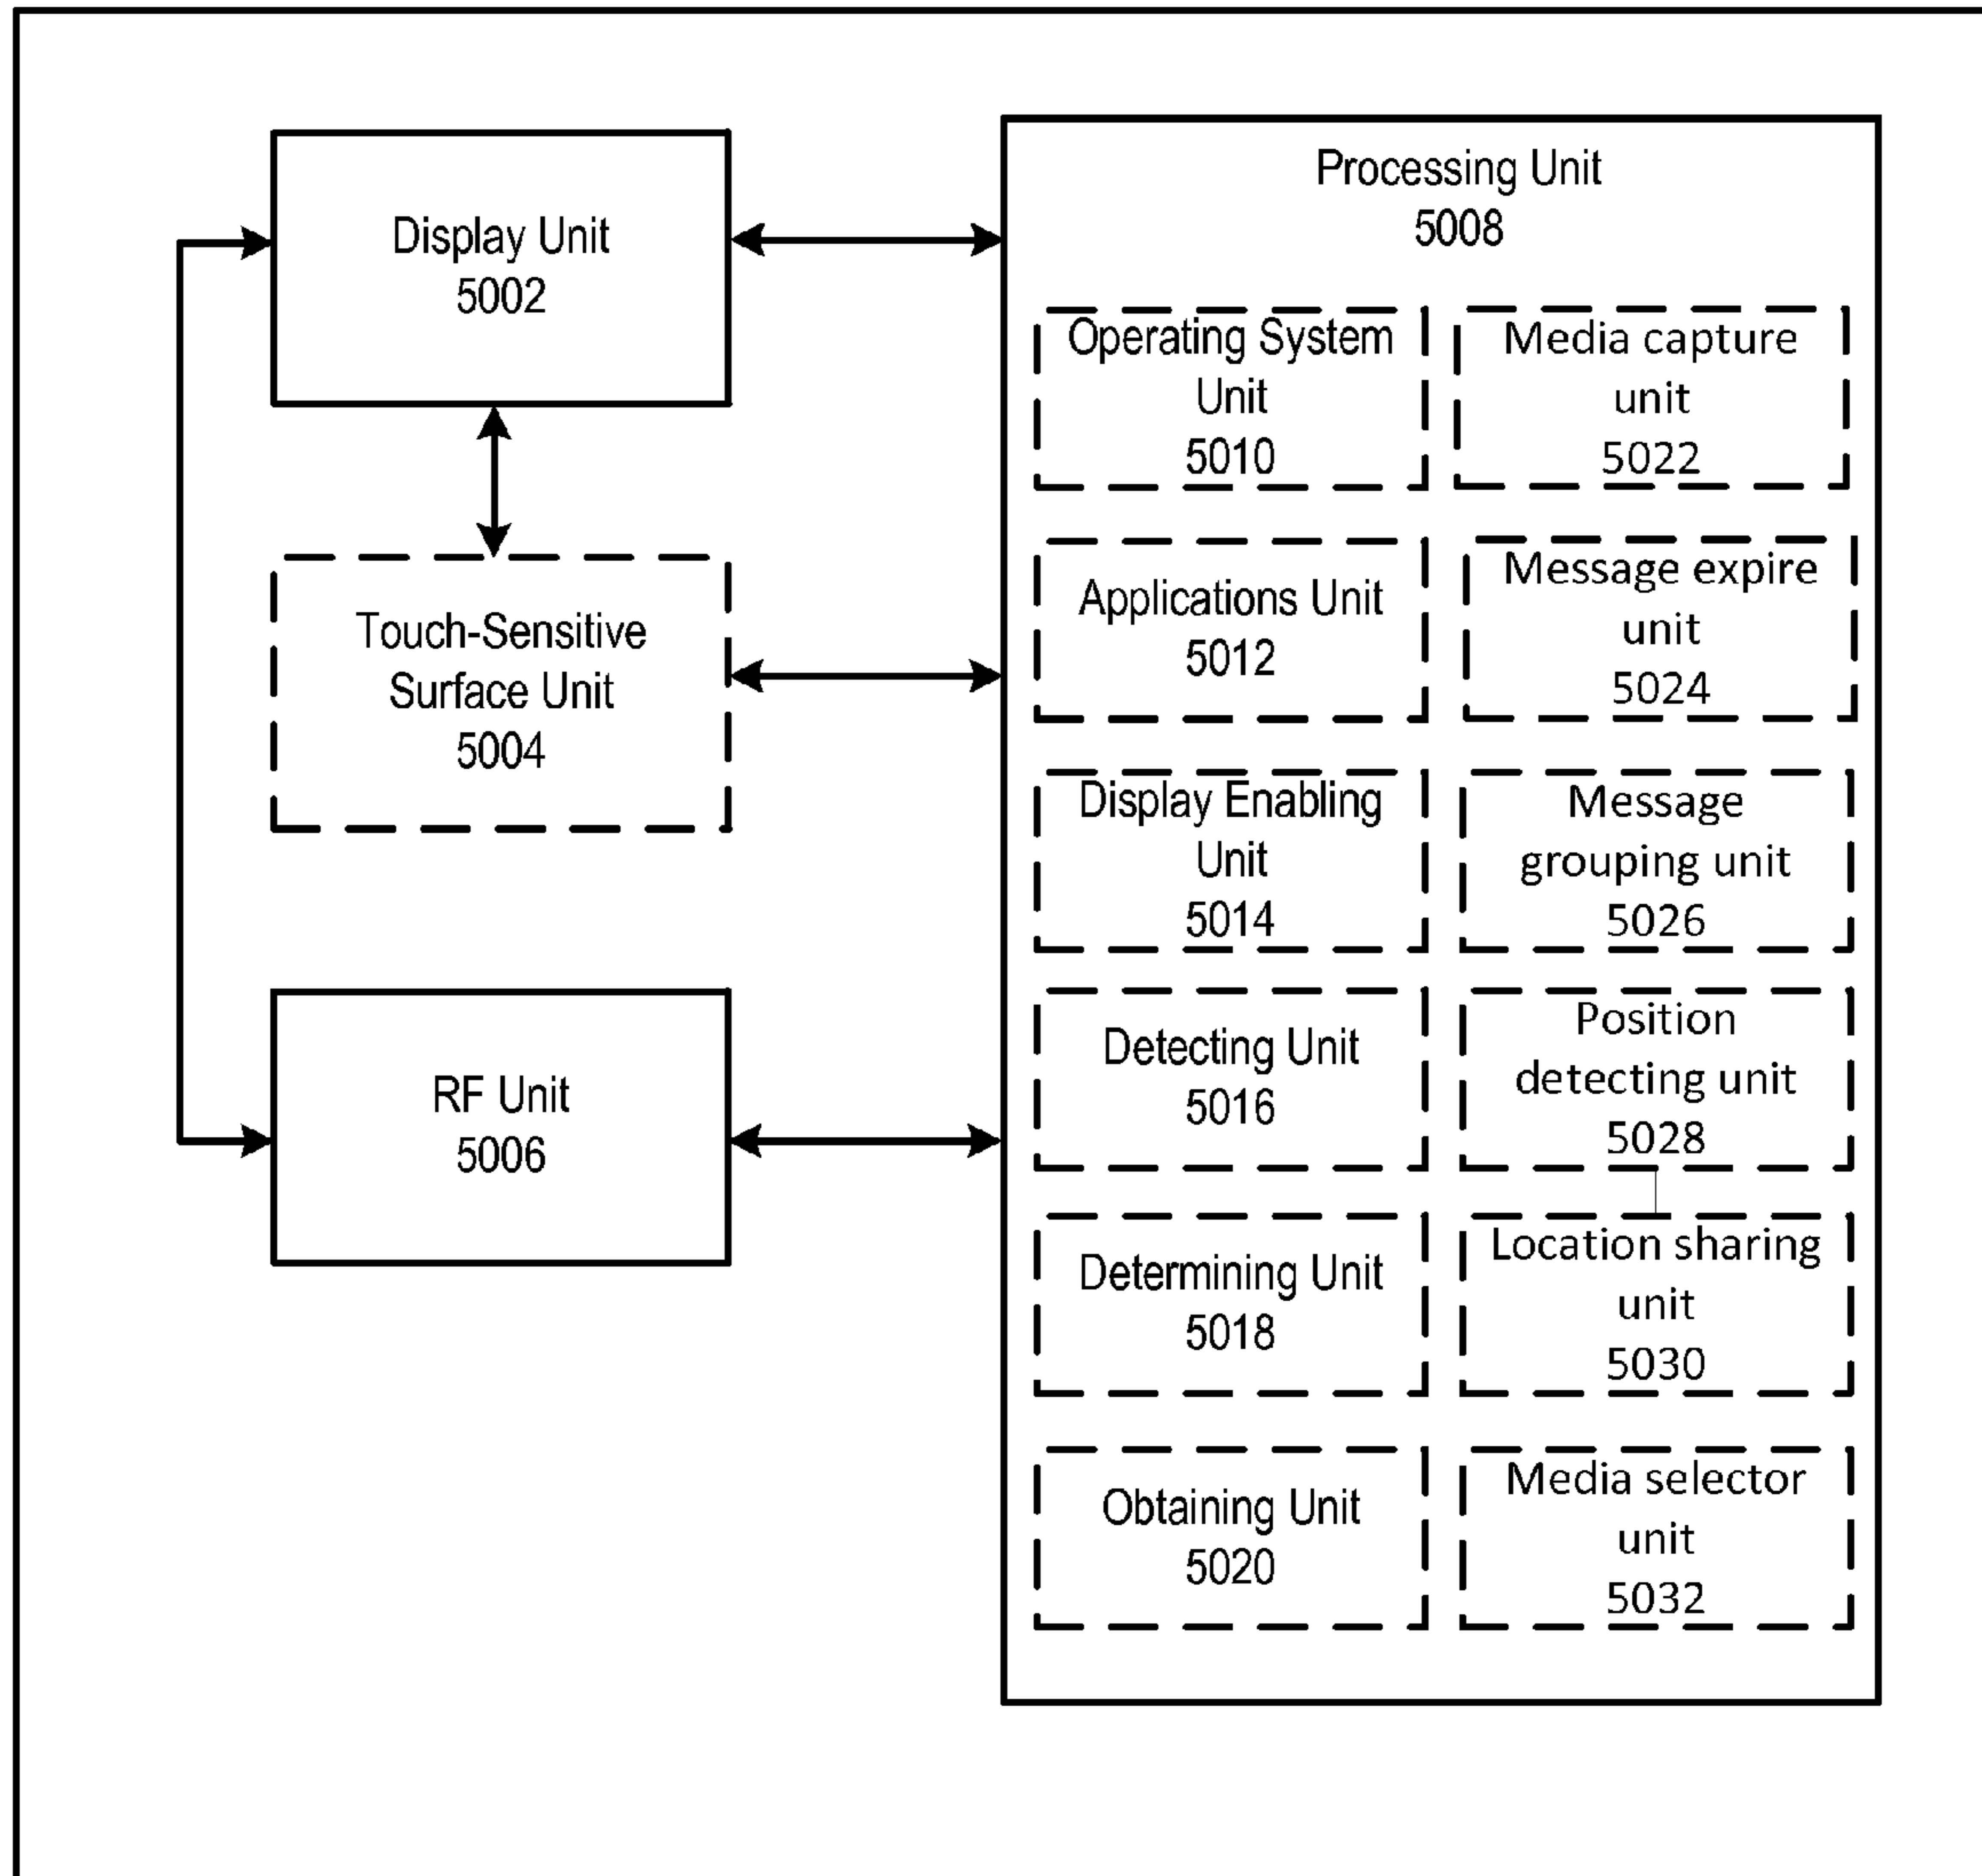 Display Unit
5002
Touch-Sensitive
Surface Unit
5004
RF Unit
5006
Processing Unit
5008
Operating System
Unit
5010
Media capture
unit
5022
Applications Unit
5012
Message expire
unit
5024
Display Enabling
Unit
5014
Message
grouping unit
5026
Detecting Unit
5016
Position
detecting unit
5028
Determining Unit
5018
Location sharing
unit
5030
Obtaining Unit
5020
Media selector
unit
5032